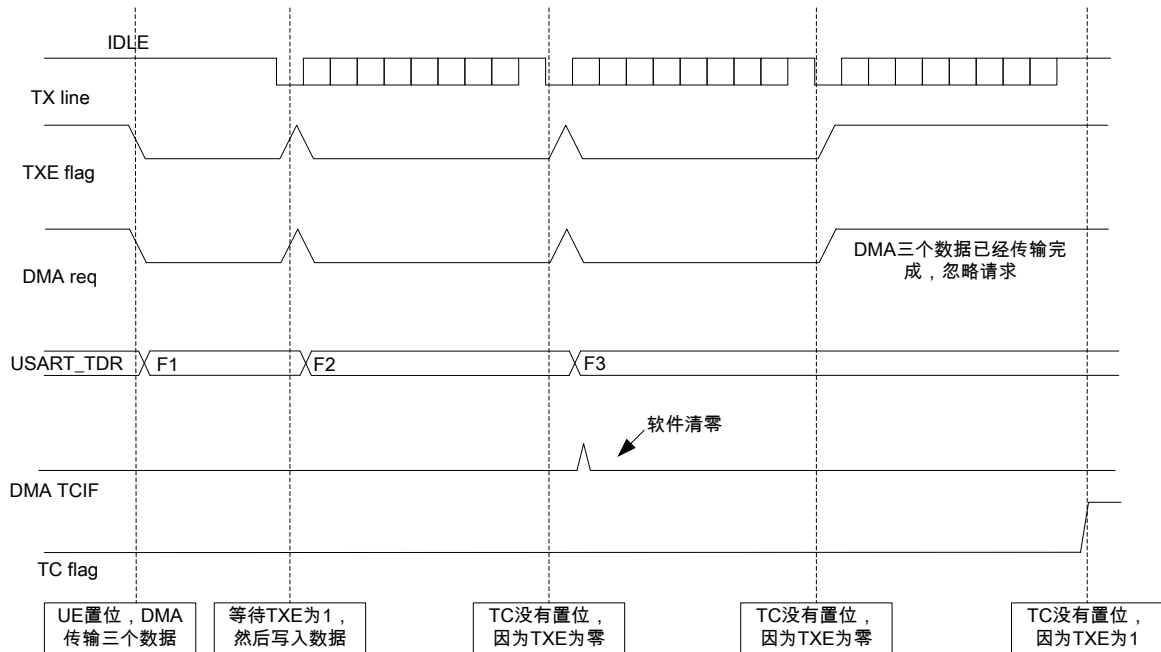 IDLE
TX line
TXE flag
DMA req
DMA三个数据已经传输完
成，忽略请求
USART_TDR
F1
F2
F3
软件清零
DMA TCIF
TC flag
UE置位，DMA
传输三个数据
等待TXE为1，
然后写入数据
TC没有置位，
因为TXE为零
TC没有置位，
因为TXE为零
TC没有置位，
因为TXE为1